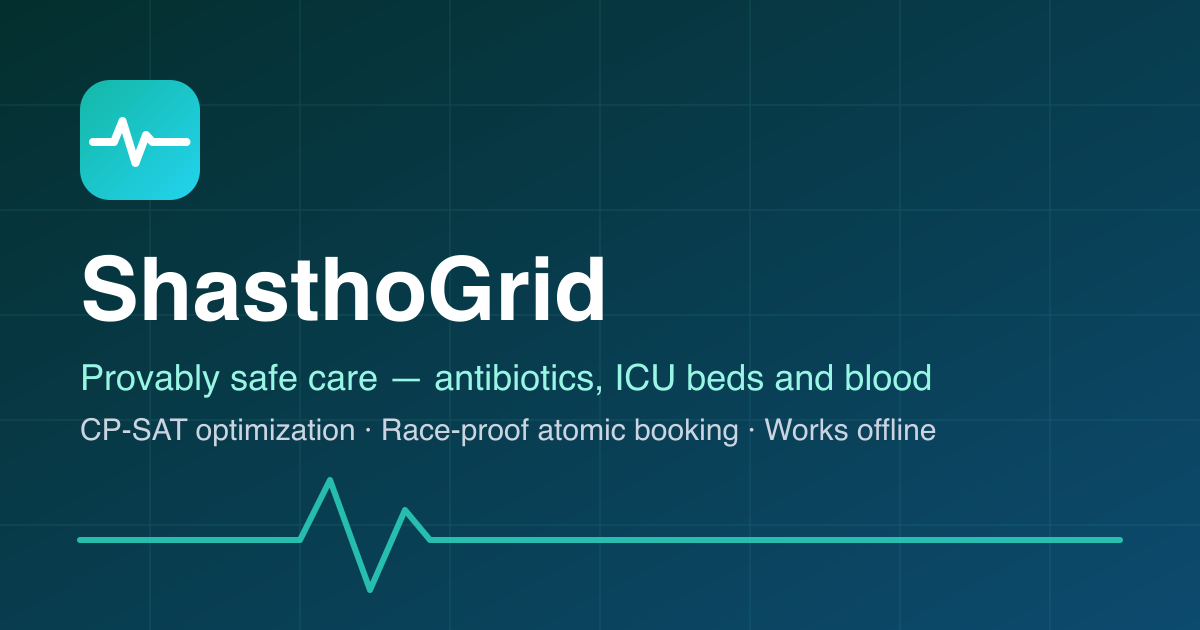 ShasthoGrid
Provably safe care — antibiotics, ICU beds and blood
CP-SAT optimization · Race-proof atomic booking · Works offline